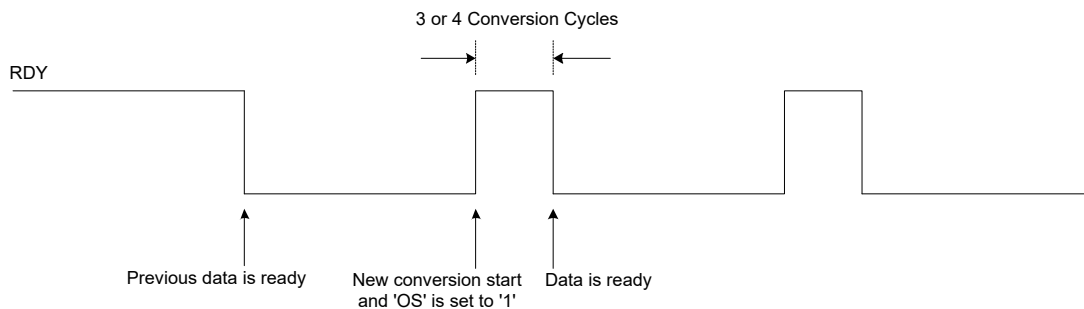 3 or 4 Conversion Cycles
RDY
Previous data is ready
New conversion start
and 'OS' is set to '1'
Data is ready